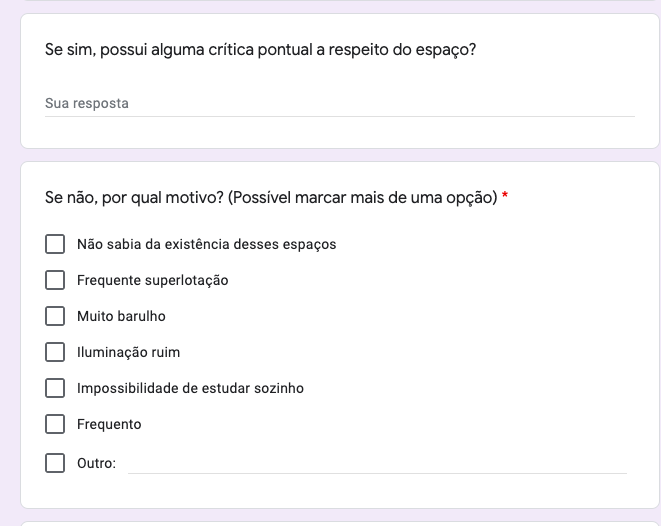 Se sim, possui alguma crítica pontual a respeito do espaço?
Sua resposta
Se não, por qual motivo? (Possível marcar mais de uma opção) *
Não sabia da existência desses espaços
Frequente superlotação
Muito barulho
Iluminação ruim
Impossibilidade de estudar sozinho
Frequento
Outro: